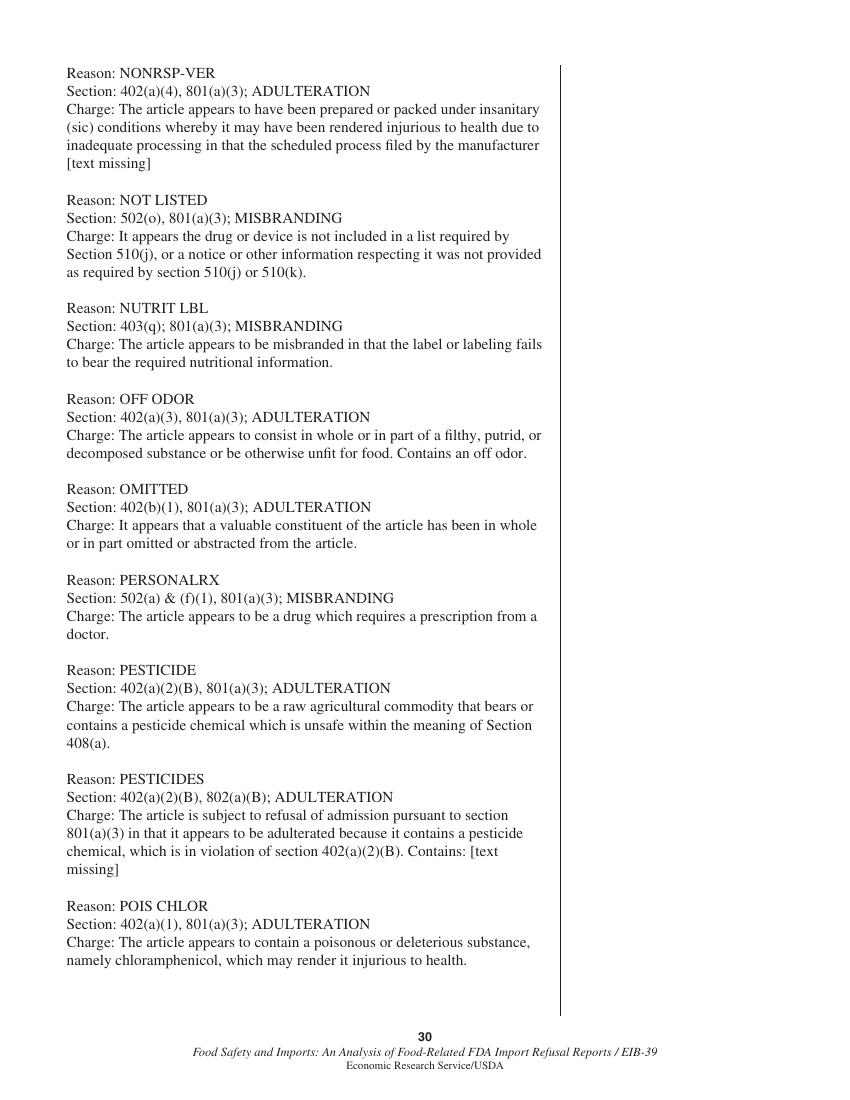 Reason: NONRSP-VER
Section: 402(a)(4), 801(a)(3); ADULTERATION
Charge: The article appears to have been prepared or packed under insanitary
(sic) conditions whereby it may have been rendered injurious to health due to
inadequate processing in that the scheduled process filed by the manufacturer
[text missing]
Reason: NOT LISTED
Section: 502(o), 801(a)(3); MISBRANDING
Charge: It appears the drug or device is not included in a list required by
Section 510(j), or a notice or other information respecting it was not provided
as required by section 510(j) or 510(k).
Reason: NUTRIT LBL
Section: 403(q); 801(a)(3); MISBRANDING
Charge: The article appears to be misbranded in that the label or labeling fails
to bear the required nutritional information.
Reason: OFF ODOR
Section: 402(a)(3), 801(a)(3); ADULTERATION
Charge: The article appears to consist in whole or in part of a filthy, putrid, or
decomposed substance or be otherwise unfit for food. Contains an off odor.
Reason: OMITTED
Section: 402(b)(1), 801(a)(3); ADULTERATION
Charge: It appears that a valuable constituent of the article has been in whole
or in part omitted or abstracted from the article.
Reason: PERSONALRX
Section: 502(a) & (f)(1), 801(a)(3); MISBRANDING
Charge: The article appears to be a drug which requires a prescription from a
doctor.
Reason: PESTICIDE
Section: 402(a)(2)(B), 801(a)(3); ADULTERATION
Charge: The article appears to be a raw agricultural commodity that bears or
contains a pesticide chemical which is unsafe within the meaning of Section
408(a).
Reason: PESTICIDES
Section: 402(a)(2)(B), 802(a)(B); ADULTERATION
Charge: The article is subject to refusal of admission pursuant to section
801(a)(3) in that it appears to be adulterated because it contains a pesticide
chemical, which is in violation of section 402(a)(2)(B). Contains: [text
missing]
Reason: POIS CHLOR
Section: 402(a)(1), 801(a)(3); ADULTERATION
Charge: The article appears to contain a poisonous or deleterious substance,
namely chloramphenicol, which may render it injurious to health.
30
Food Safety and Imports: An Analysis of Food-Related FDA Import Refusal Reports / EIB-39
Economic Research Service/USDA